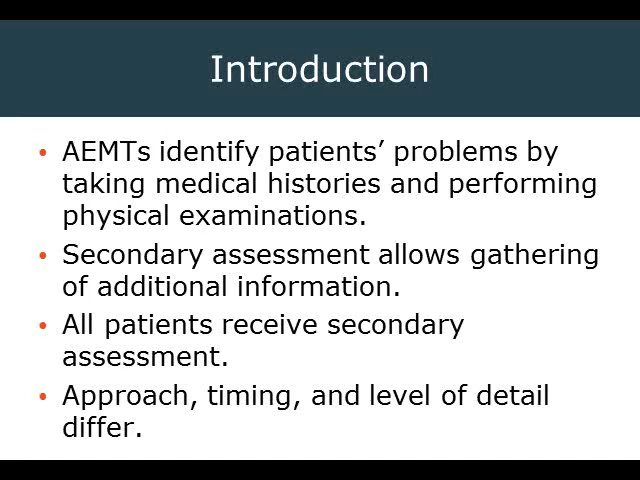 Introduction
• AEMTs identify patients’ problems by
taking medical histories and performing
physical examinations.
• Secondary assessment allows gathering
of additional information.
• All patients receive secondary
assessment.
• Approach, timing, and level of detail
differ.